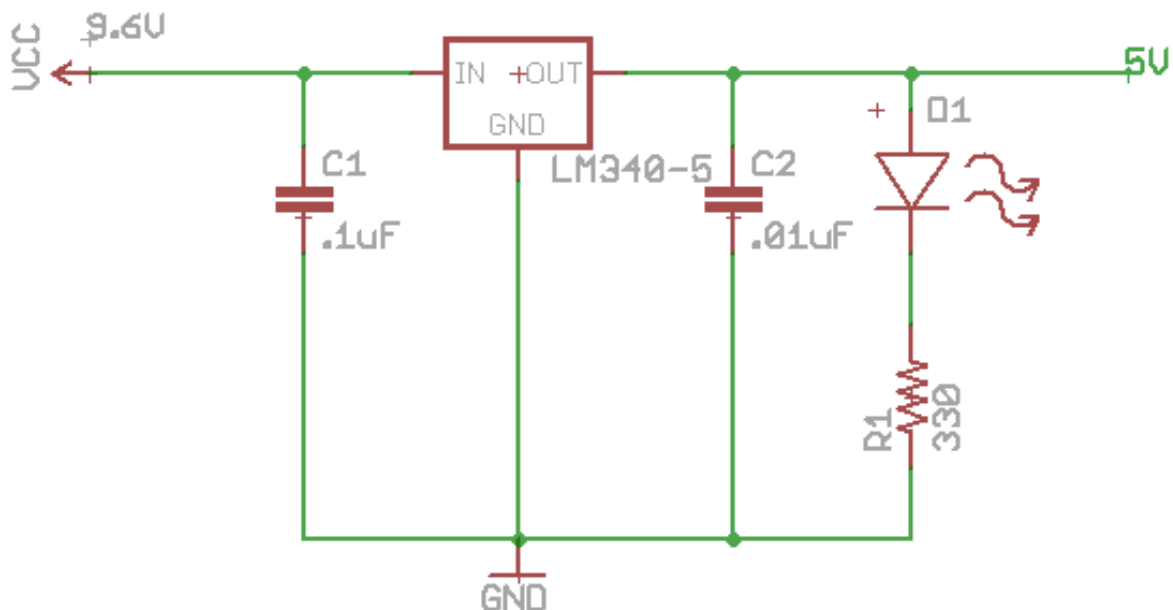 VCC
9.6V
IN
OUT
GND
LM340-5
C1
.1uF
C2
.01uF
5V
D1
R1
330
GND